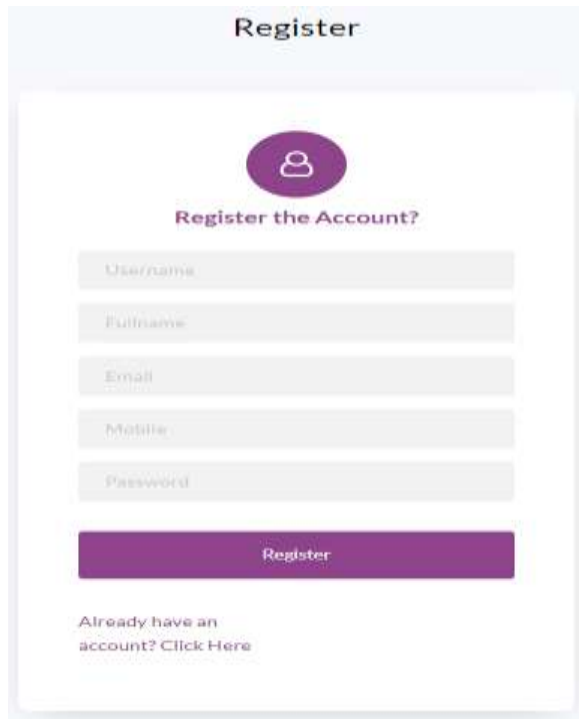 Register
Register the Account?
Username
Fullname
Email
Mobile
Password
Register
Already have an
account? Click Here